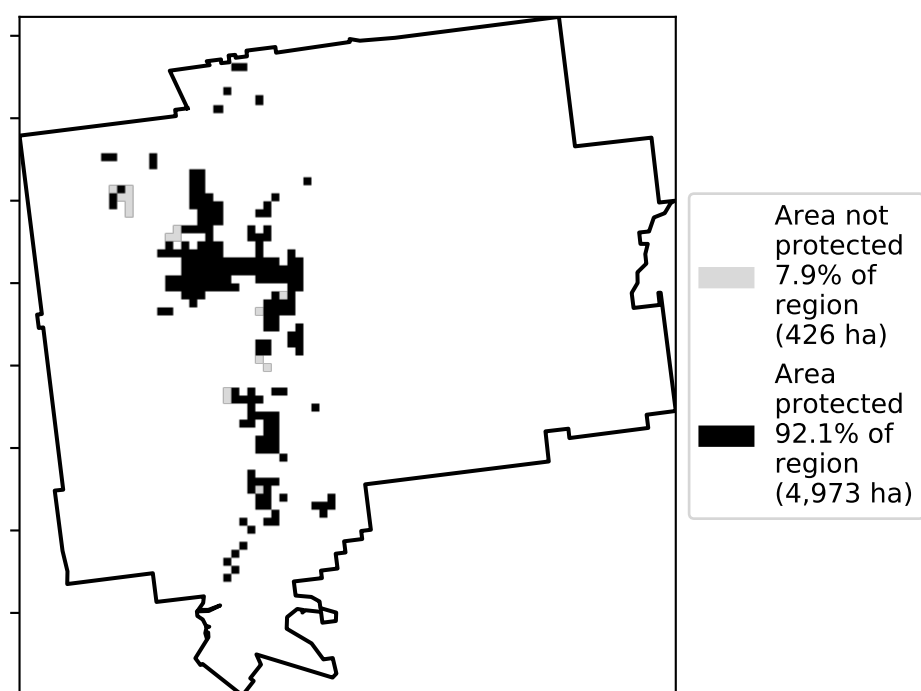 Area not
protected
7.9% of
region
(426 ha)
Area
protected
92.1% of
region
(4,973 ha)